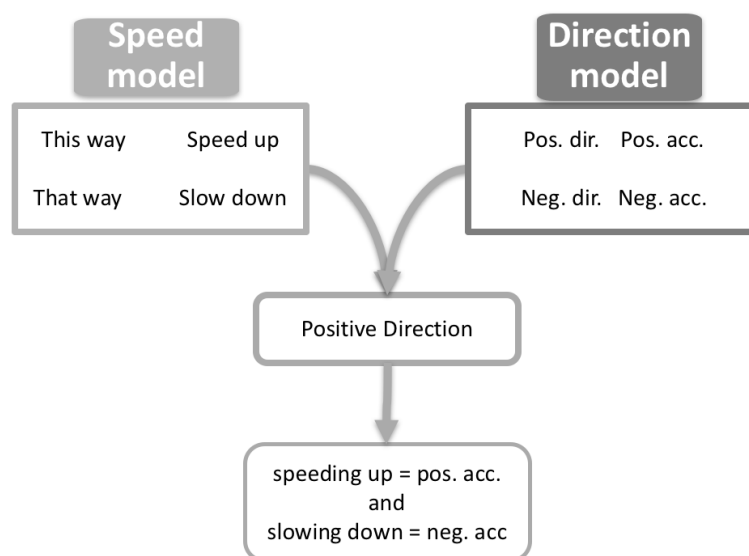 Speed
model
Direction
model
This way Speed up
That way Slow down
Pos. dir. Pos. acc.
Neg. dir. Neg. acc.
Positive Direction
speeding up = pos. acc.
and
slowing down = neg. acc